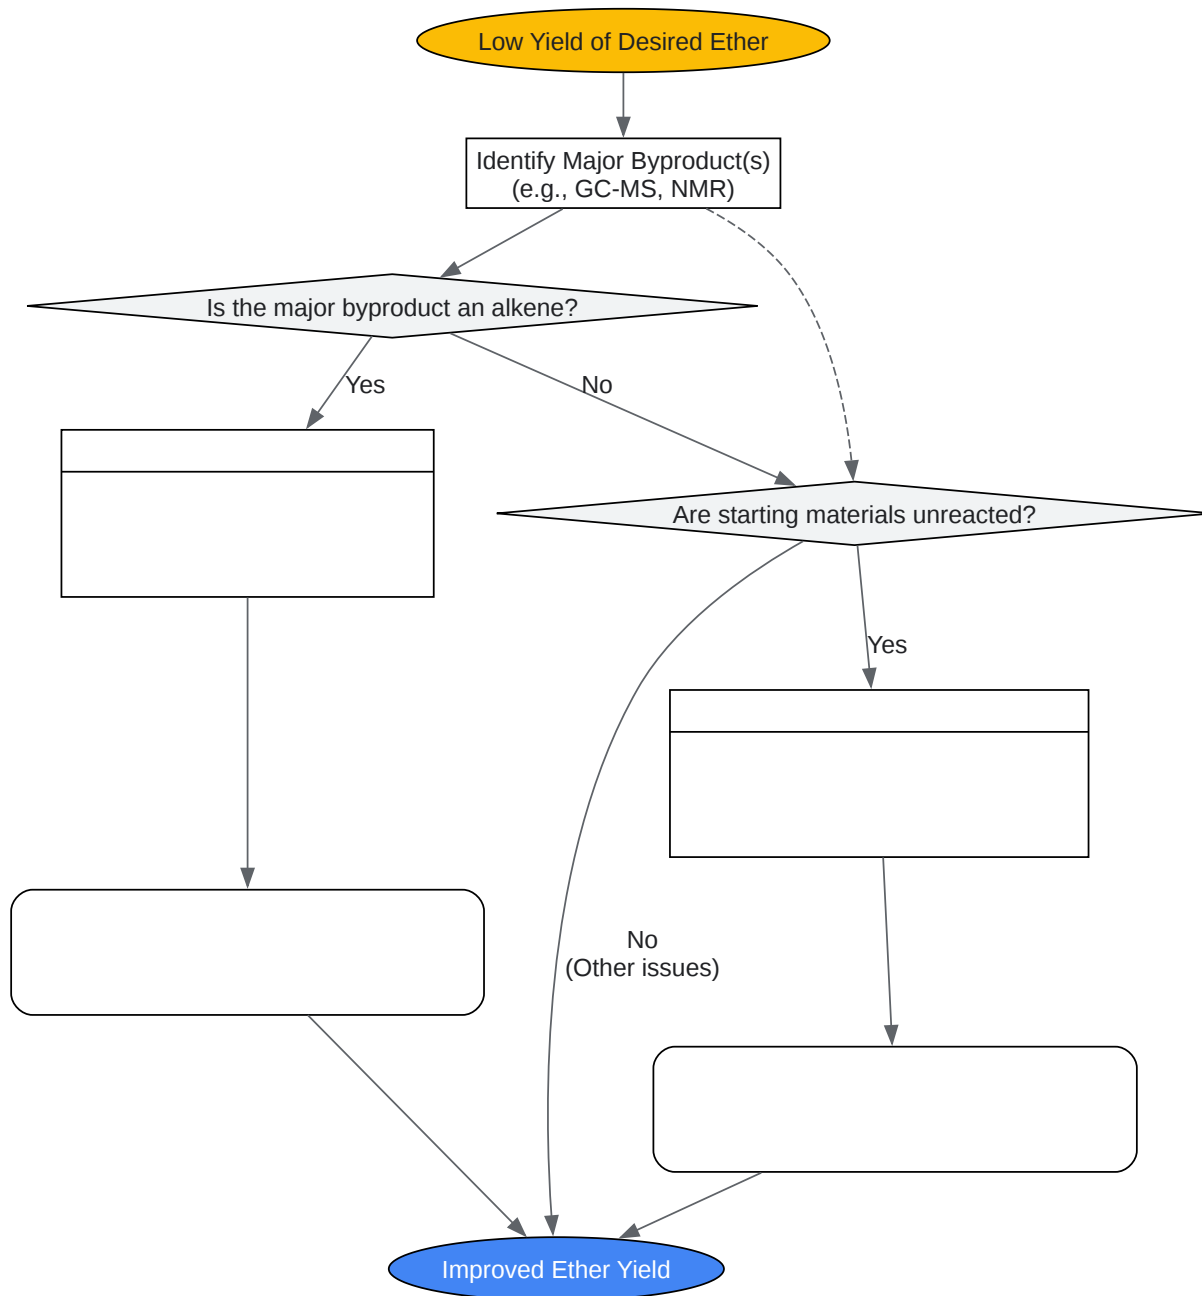 Low Yield of Desired Ether
Identify Major Byproduct(s)
(e.g., GC-MS, NMR)
Is the major byproduct an alkene?
Yes
No
Are starting materials unreacted?
Yes
No
(Other issues)
Improved Ether Yield